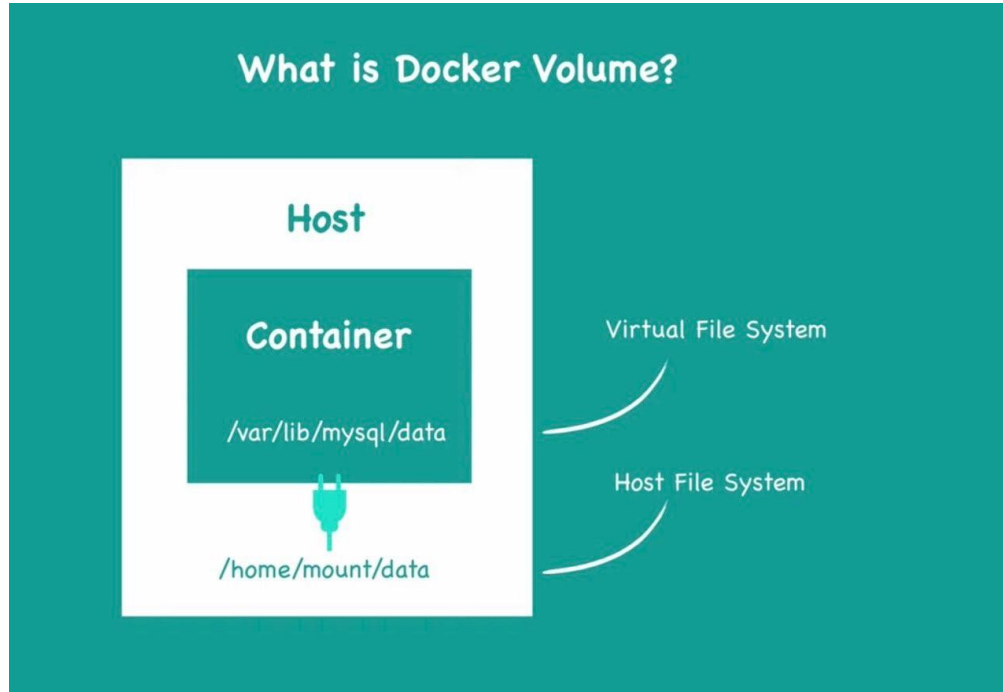 What is Docker Volume?
Host
Container
/var/lib/mysql/data
/home/mount/data
Virtual File System
Host File System